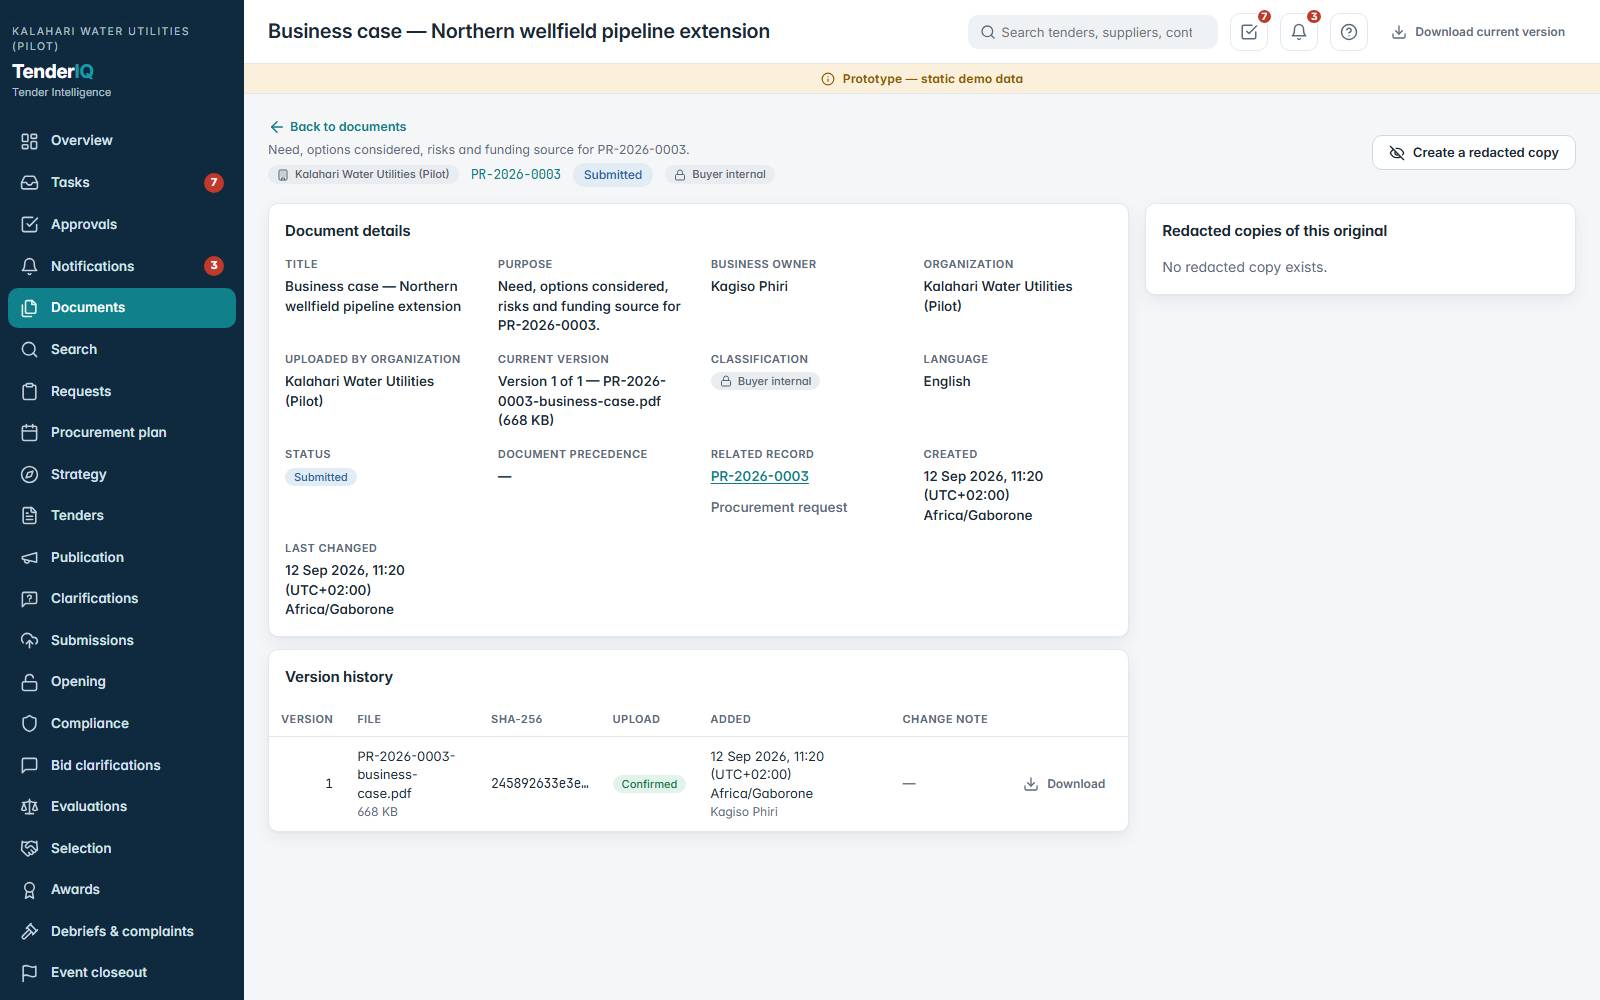 KALAHARI WATER UTILITIES
(PILOT)
TenderIQ
Tender Intelligence
Overview
Tasks 7
Approvals
Notifications 3
Documents
Search
Requests
Procurement plan
Strategy
Tenders
Publication
Clarifications
Submissions
Opening
Compliance
Bid clarifications
Evaluations
Selection
Awards
Debriefs & complaints
Event closeout
Business case — Northern wellfield pipeline extension
Search tenders, suppliers, cont
7
3
Download current version
Prototype — static demo data
Back to documents
Need, options considered, risks and funding source for PR-2026-0003.
Kalahari Water Utilities (Pilot) PR-2026-0003 Submitted Buyer internal
Create a redacted copy
Document details
TITLE
Business case — Northern
wellfield pipeline extension
PURPOSE
Need, options considered,
risks and funding source for
PR-2026-0003.
BUSINESS OWNER
Kagiso Phiri
ORGANIZATION
Kalahari Water Utilities
(Pilot)
UPLOADED BY ORGANIZATION
Kalahari Water Utilities
(Pilot)
CURRENT VERSION
Version 1 of 1 — PR-2026-
0003-business-case.pdf
(668 KB)
CLASSIFICATION
Buyer internal
LANGUAGE
English
STATUS
Submitted
DOCUMENT PRECEDENCE
—
RELATED RECORD
PR-2026-0003
Procurement request
CREATED
12 Sep 2026, 11:20
(UTC+02:00)
Africa/Gaborone
LAST CHANGED
12 Sep 2026, 11:20
(UTC+02:00)
Africa/Gaborone
Redacted copies of this original
No redacted copy exists.
Version history
VERSION FILE SHA-256 UPLOAD ADDED CHANGE NOTE
1
PR-2026-0003-
business-
case.pdf
668 KB
245892633e3e…
Confirmed
12 Sep 2026, 11:20
(UTC+02:00)
Africa/Gaborone
Kagiso Phiri
—
Download